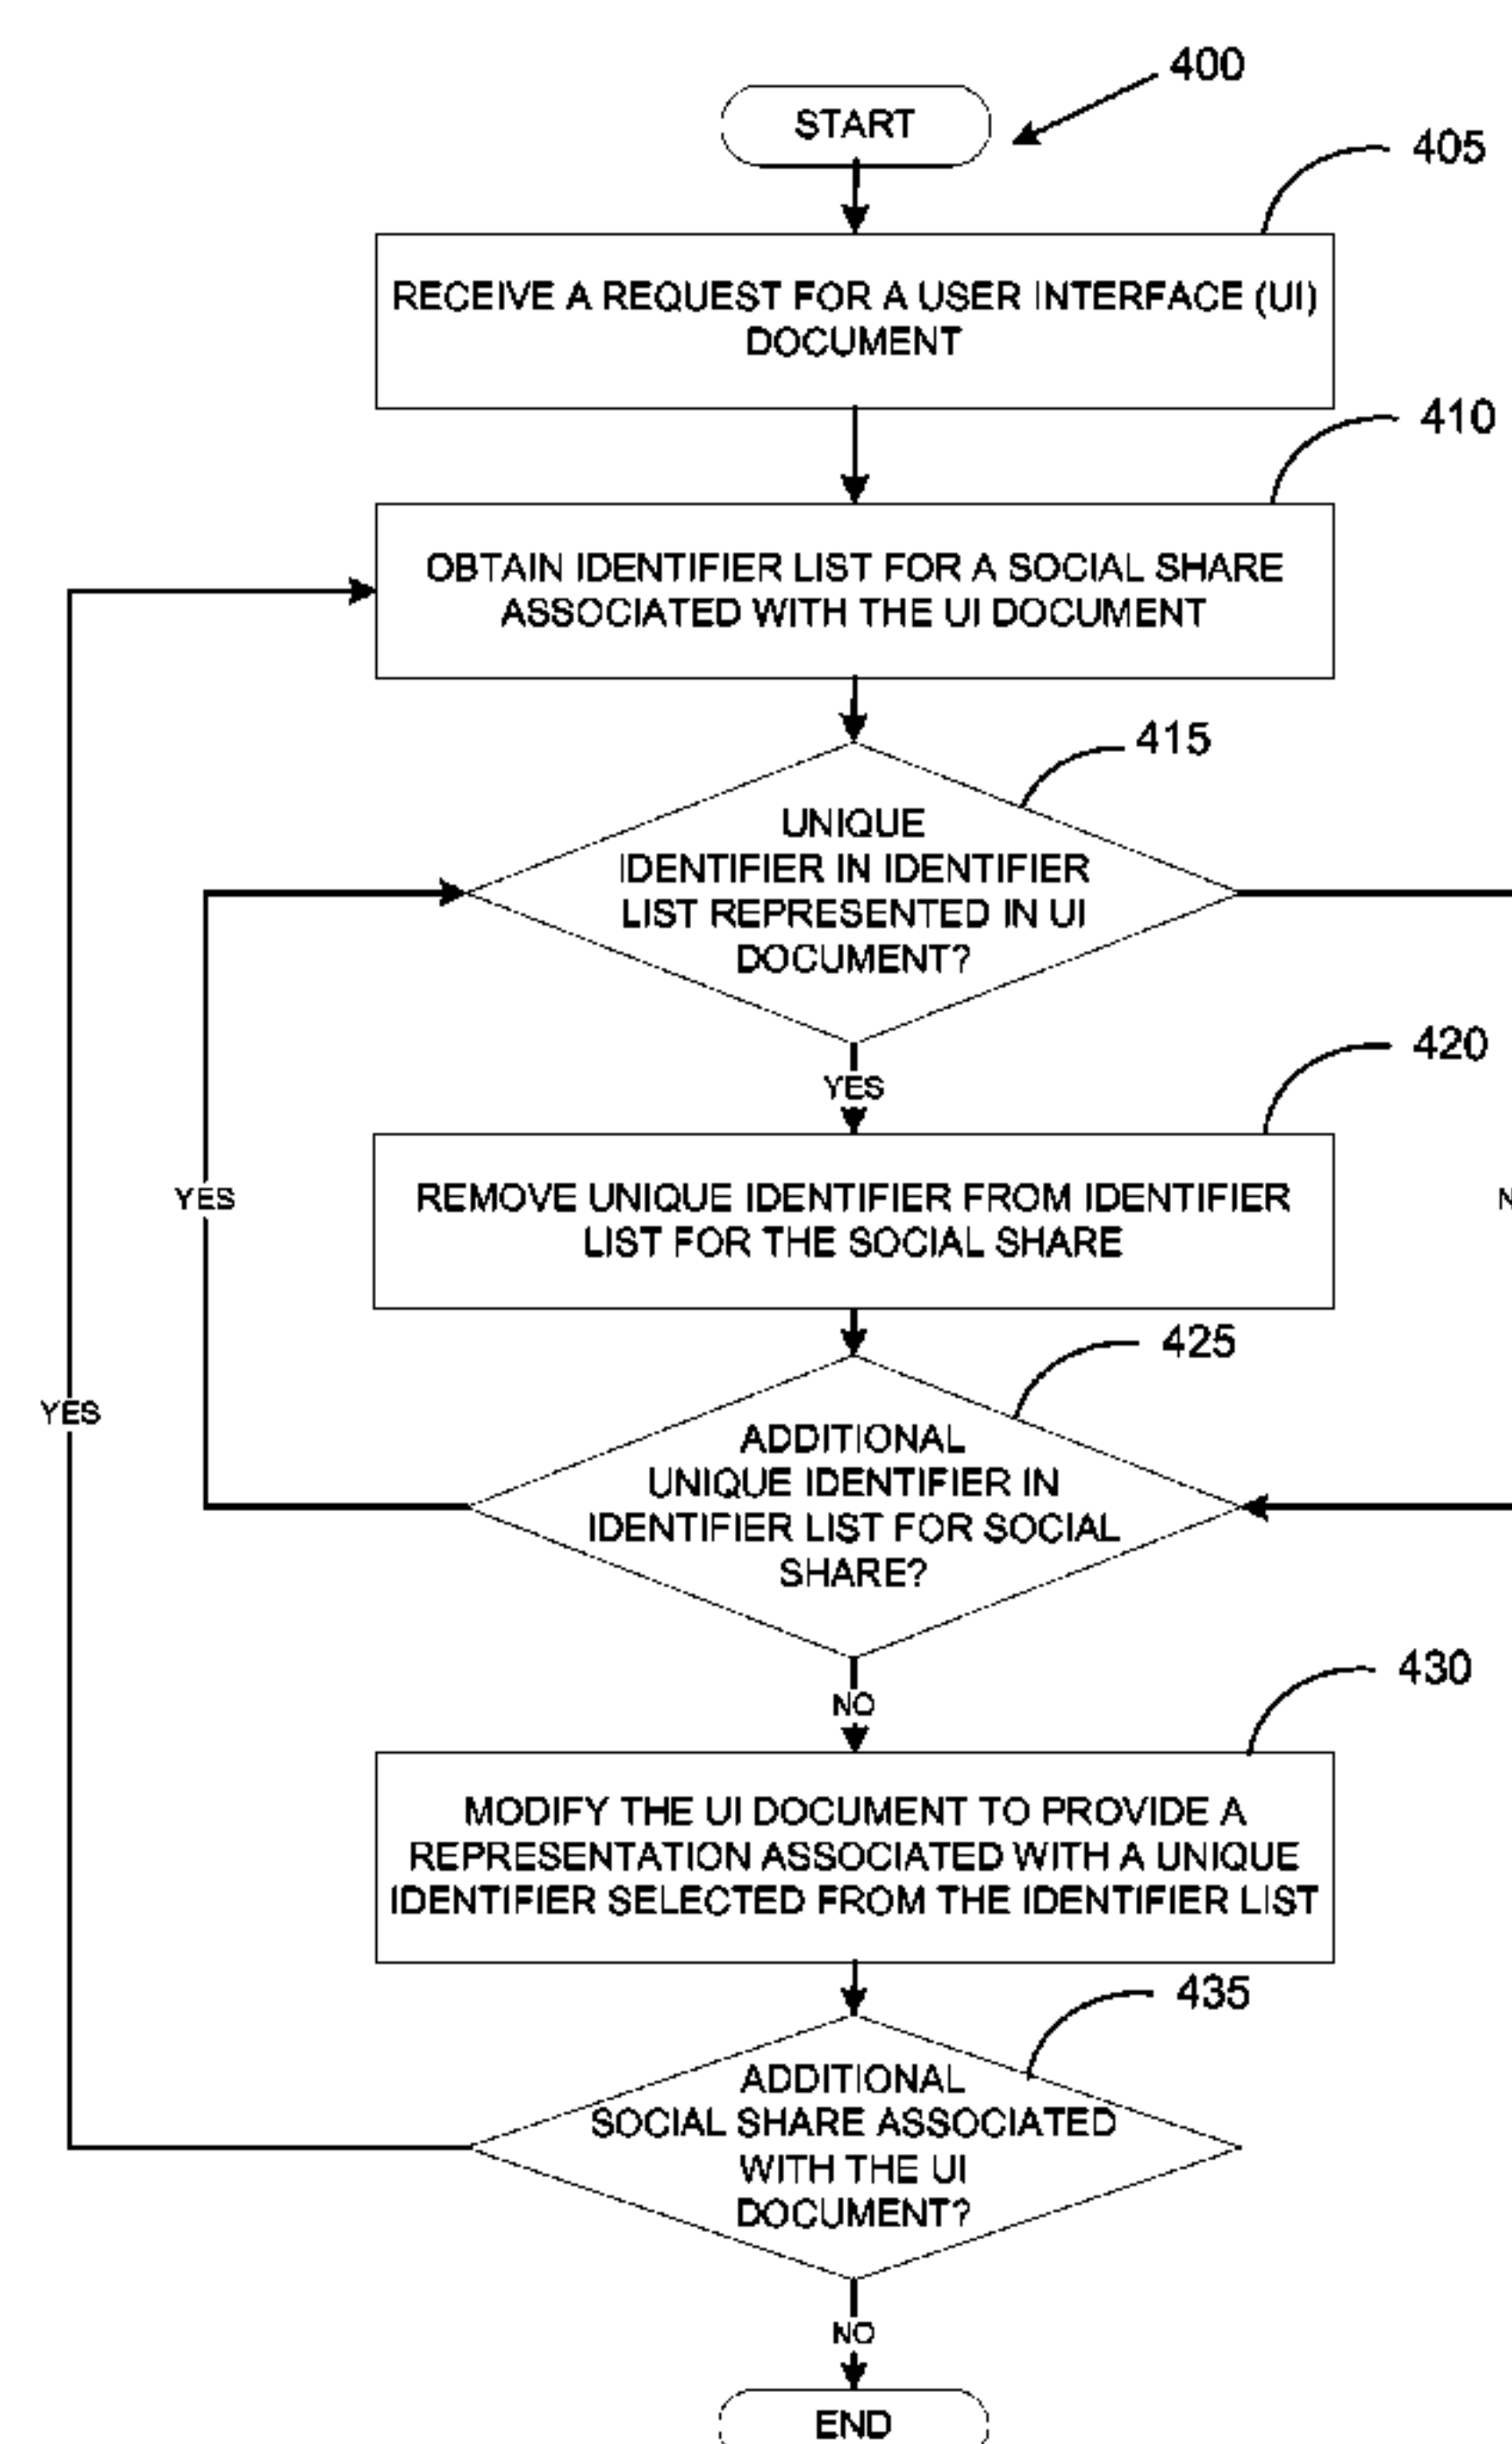 400
START
405
RECEIVE A REQUEST FOR A USER INTERFACE (UI)
DOCUMENT
410
OBTAIN IDENTIFIER LIST FOR A SOCIAL SHARE
ASSOCIATED WITH THE UI DOCUMENT
415
UNIQUE
IDENTIFIER IN IDENTIFIER
LIST REPRESENTED IN UI
DOCUMENT?
420
YES
YES
REMOVE UNIQUE IDENTIFIER FROM IDENTIFIER
LIST FOR THE SOCIAL SHARE
425
YES
ADDITIONAL
UNIQUE IDENTIFIER IN
IDENTIFIER LIST FOR SOCIAL
SHARE?
430
NO
MODIFY THE UI DOCUMENT TO PROVIDE A
REPRESENTATION ASSOCIATED WITH A UNIQUE
IDENTIFIER SELECTED FROM THE IDENTIFIER LIST
435
ADDITIONAL
SOCIAL SHARE ASSOCIATED
WITH THE UI
DOCUMENT?
NO
END